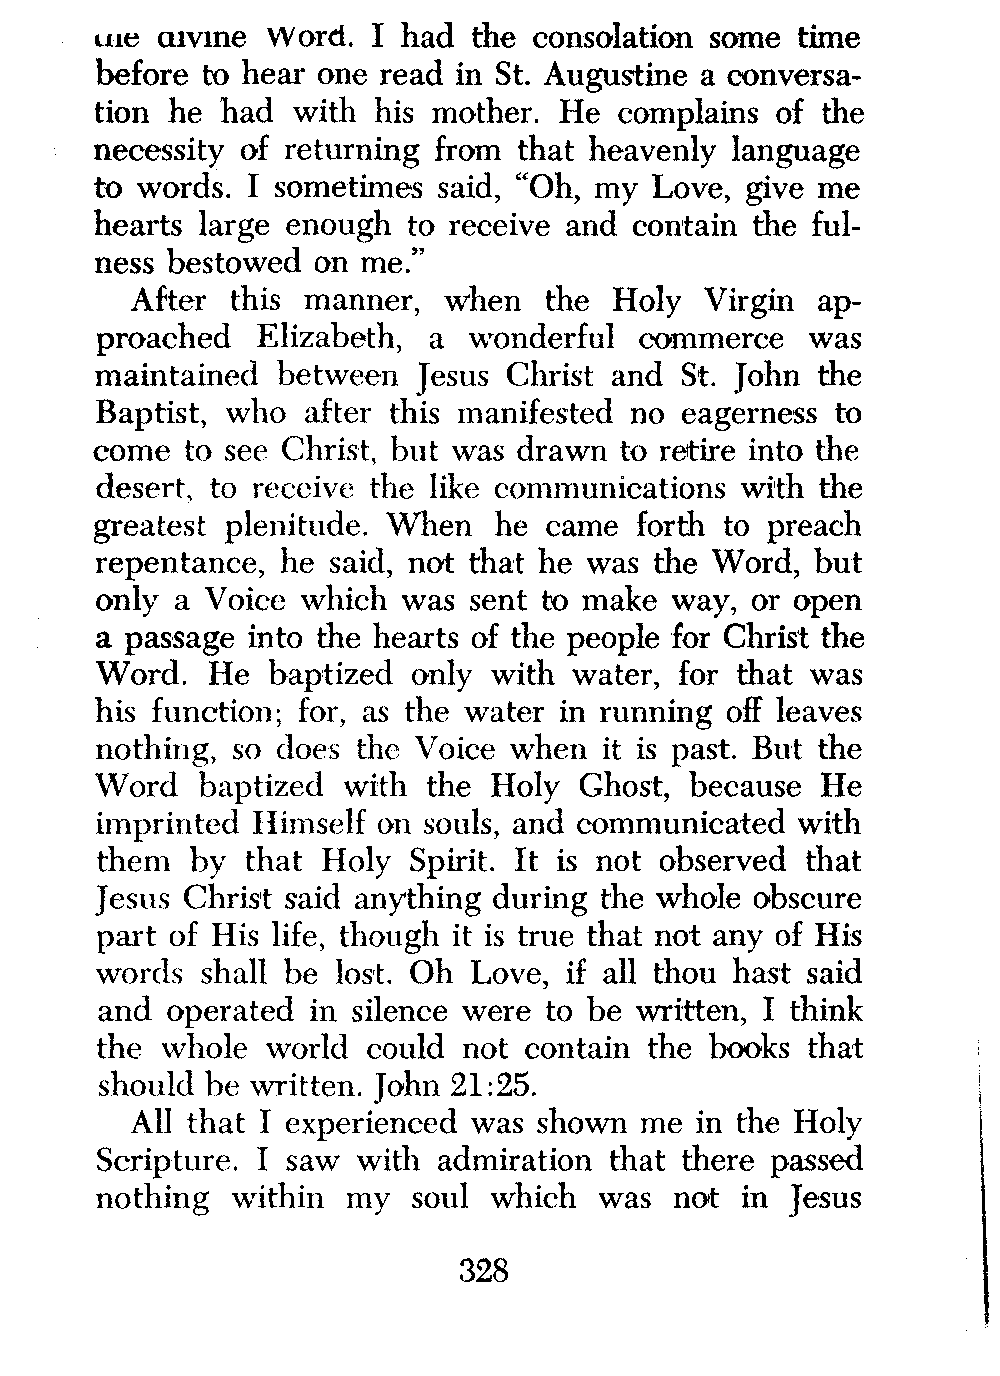 the divine Word. I had the consolation some time
before to hear one read in St. Augustine a conversa-
tion he had with his mother. He complains of the
necessity of returning from that heavenly language
to words. I sometimes said, “Oh, my Love, give me
hearts large enough to receive and contain the ful-
ness bestowed on me.”
After this manner, when the Holy Virgin ap-
proached Elizabeth, a wonderful commerce was
maintained between Jesus Christ and St. John the
Baptist, who after this manifested no eagerness to
come to see Christ, but was drawn to retire into the
desert, to receive the like communications with the
greatest plenitude. When he came forth to preach
repentance, he said, not that he was the Word, but
only a Voice which was sent to make way, or open
a passage into the hearts of the people for Christ the
Word. He baptized only with water, for that was
his function; for, as the water in running off leaves
nothing, so does the Voice when it is past. But the
Word baptized with the Holy Ghost, because He
imprinted Himself on souls, and communicated with
them by that Holy Spirit. It is not observed that
Jesus Christ said anything during the whole obscure
part of His life, though it is true that not any of His
words shall be lost. Oh Love, if all thou hast said
and operated in silence were to be written, I think
the whole world could not contain the books that
should be written. John 21:25.
All that I experienced was shown me in the Holy
Scripture. I saw with admiration that there passed
nothing within my soul which was not in Jesus
328